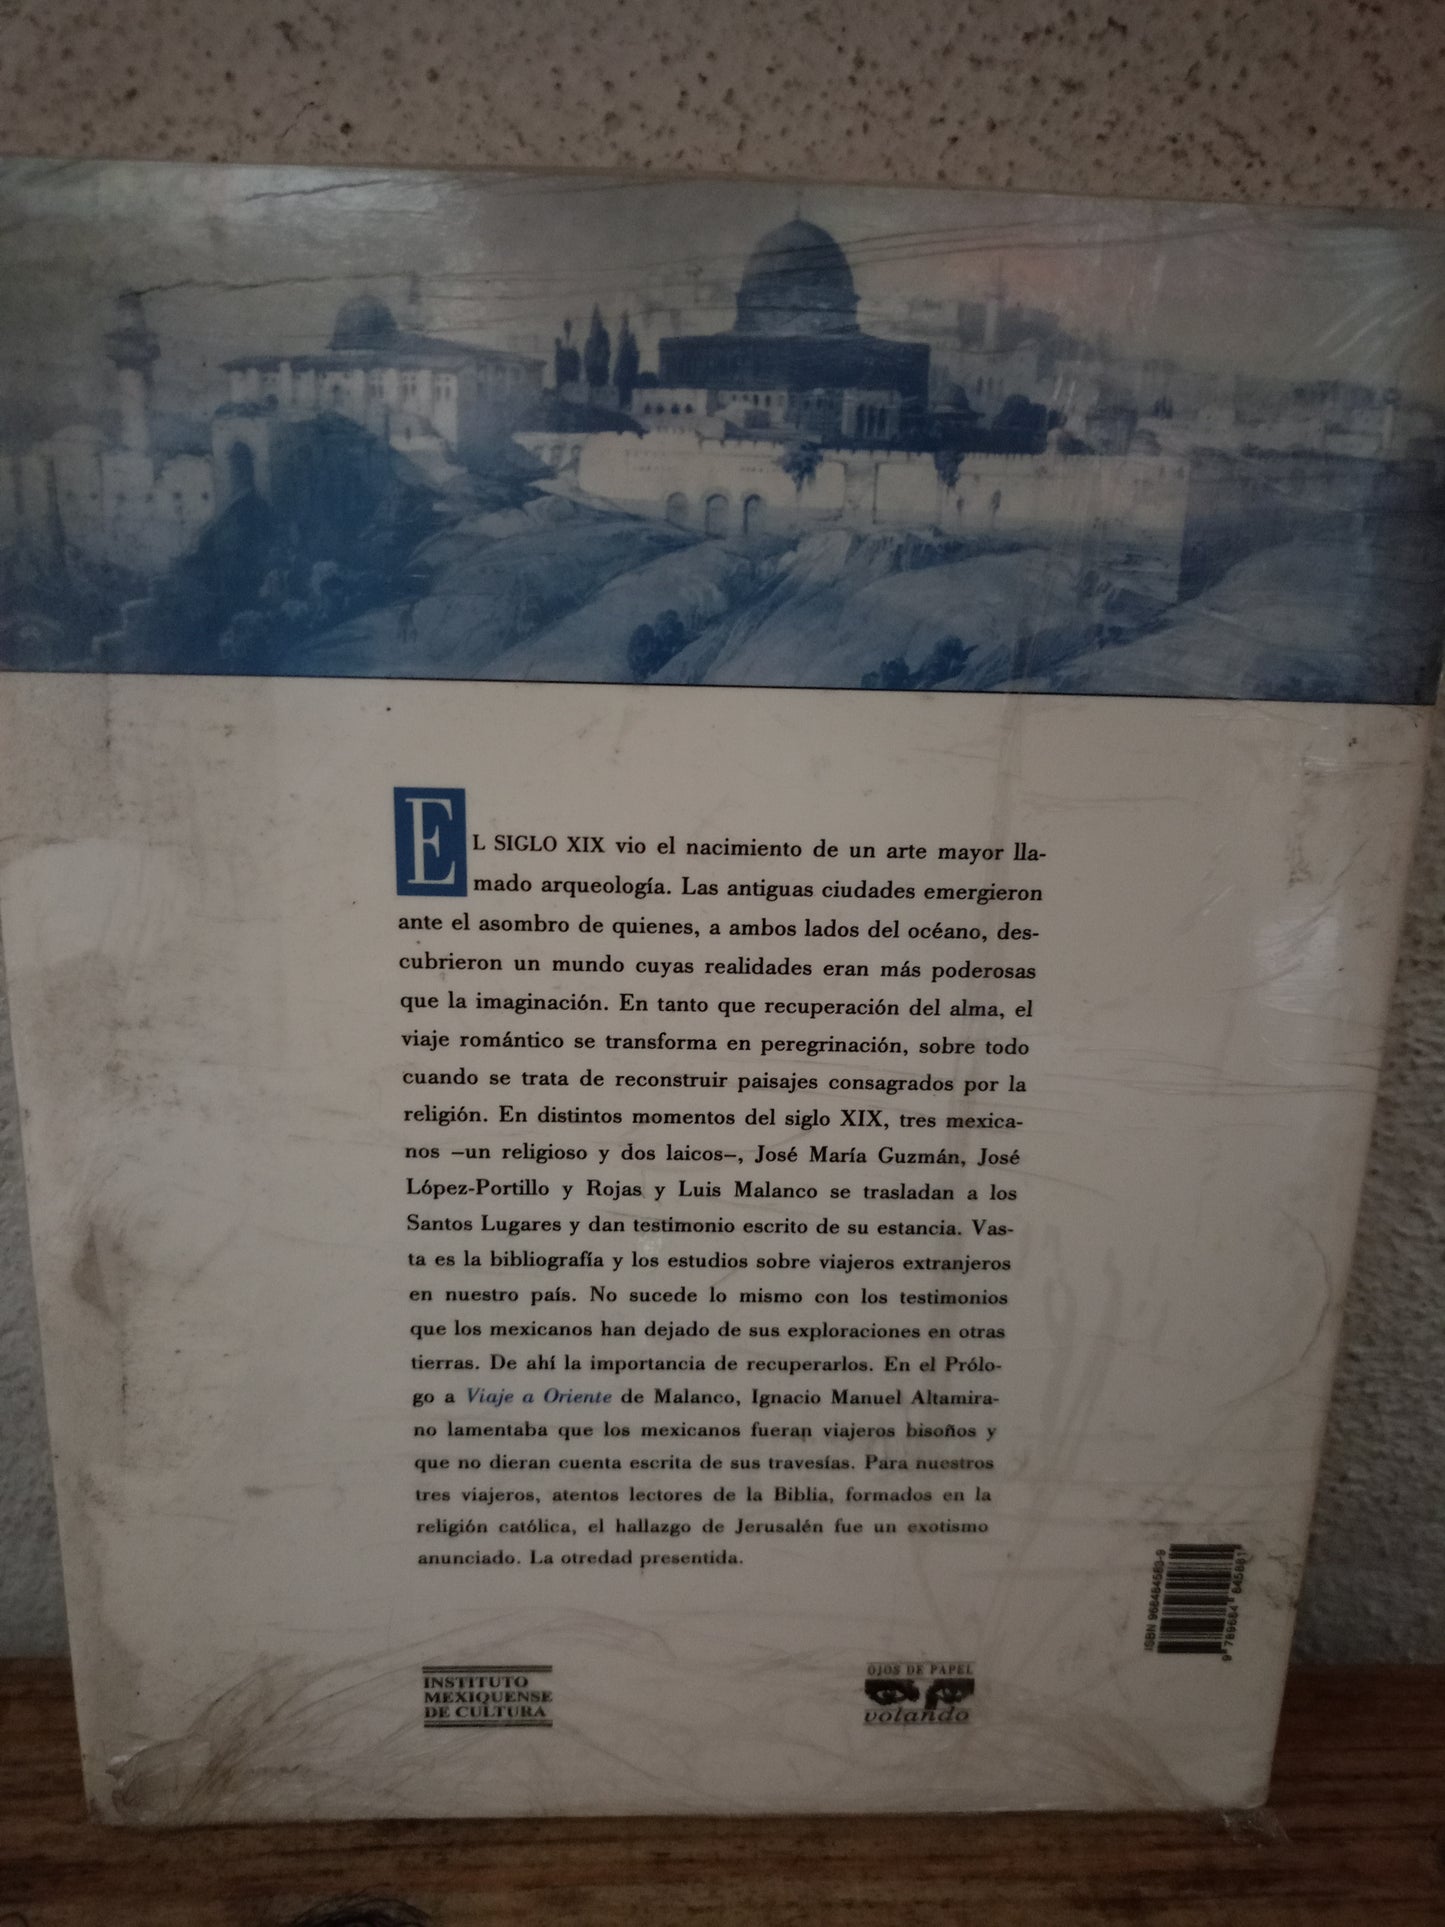 EL SIGLO XIX vio el nacimiento de un arte mayor lla-
mado arqueología. Las antiguas ciudades emergieron
ante el asombro de quienes, a ambos lados del océano, des-
cubrieron un mundo cuyas realidades eran más poderosas
que la imaginación. En tanto que recuperación del alma, el
viaje romántico se transforma en peregrinación, sobre todo
cuando se trata de reconstruir paisajes consagrados por la
religión. En distintos momentos del siglo XIX, tres mexica-
nos –un religioso y dos laicos–, José María Guzmán, José
López-Portillo y Rojas y Luis Malanco se trasladan a los
Santos Lugares y dan testimonio escrito de su estancia. Vas-
ta es la bibliografía y los estudios sobre viajeros extranjeros
en nuestro país. No sucede lo mismo con los testimonios
que los mexicanos han dejado de sus exploraciones en otras
tierras. De ahí la importancia de recuperarlos. En el Prólo-
go a Viaje a Oriente de Malanco, Ignacio Manuel Altamira-
no lamentaba que los mexicanos fueran viajeros bisoños y
que no dieran cuenta escrita de sus travesías. Para nuestros
tres viajeros, atentos lectores de la Biblia, formados en la
religión católica, el hallazgo de Jerusalén fue un exotismo
anunciado. La otredad presentida.
INSTITUTO
MEXIQUENSE
DE CULTURA
OJOS DE PAPEL
volando
ISBN